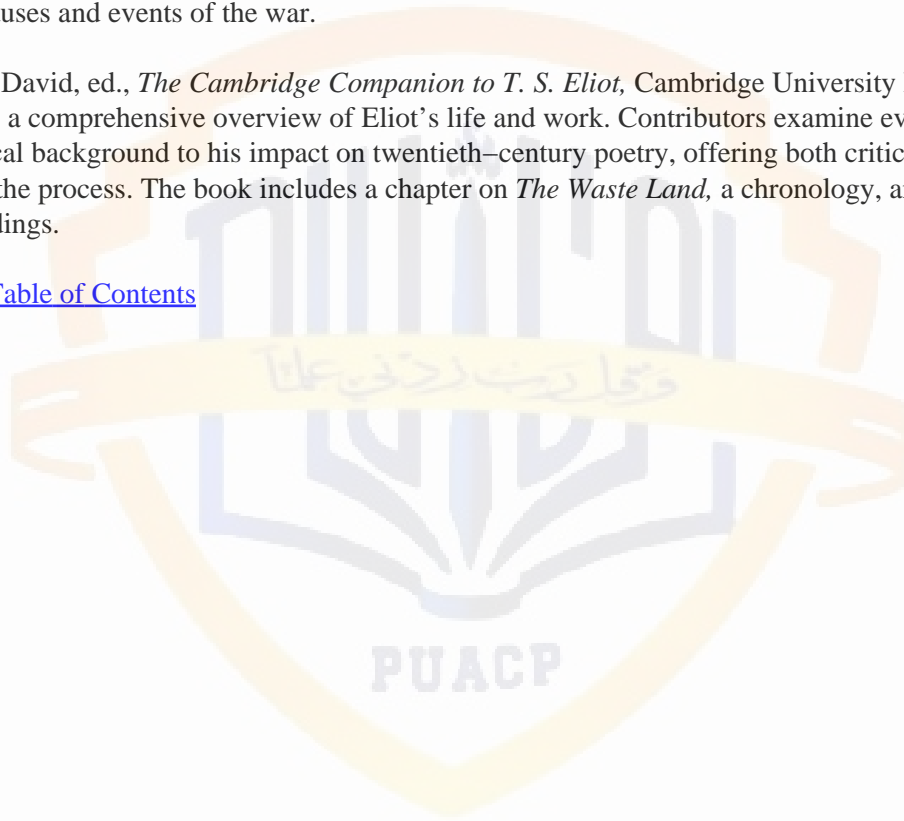 uses and events of the war.
David, ed., The Cambridge Companion to T. S. Eliot, Cambridge University
a comprehensive overview of Eliot’s life and work. Contributors examine ev
cal background to his impact on twentieth–century poetry, offering both critic
the process. The book includes a chapter on The Waste Land, a chronology, a
dings.
Table of Contents
وَقُل رَّبِّ زِدْنِي عِلْمًا
PUACP